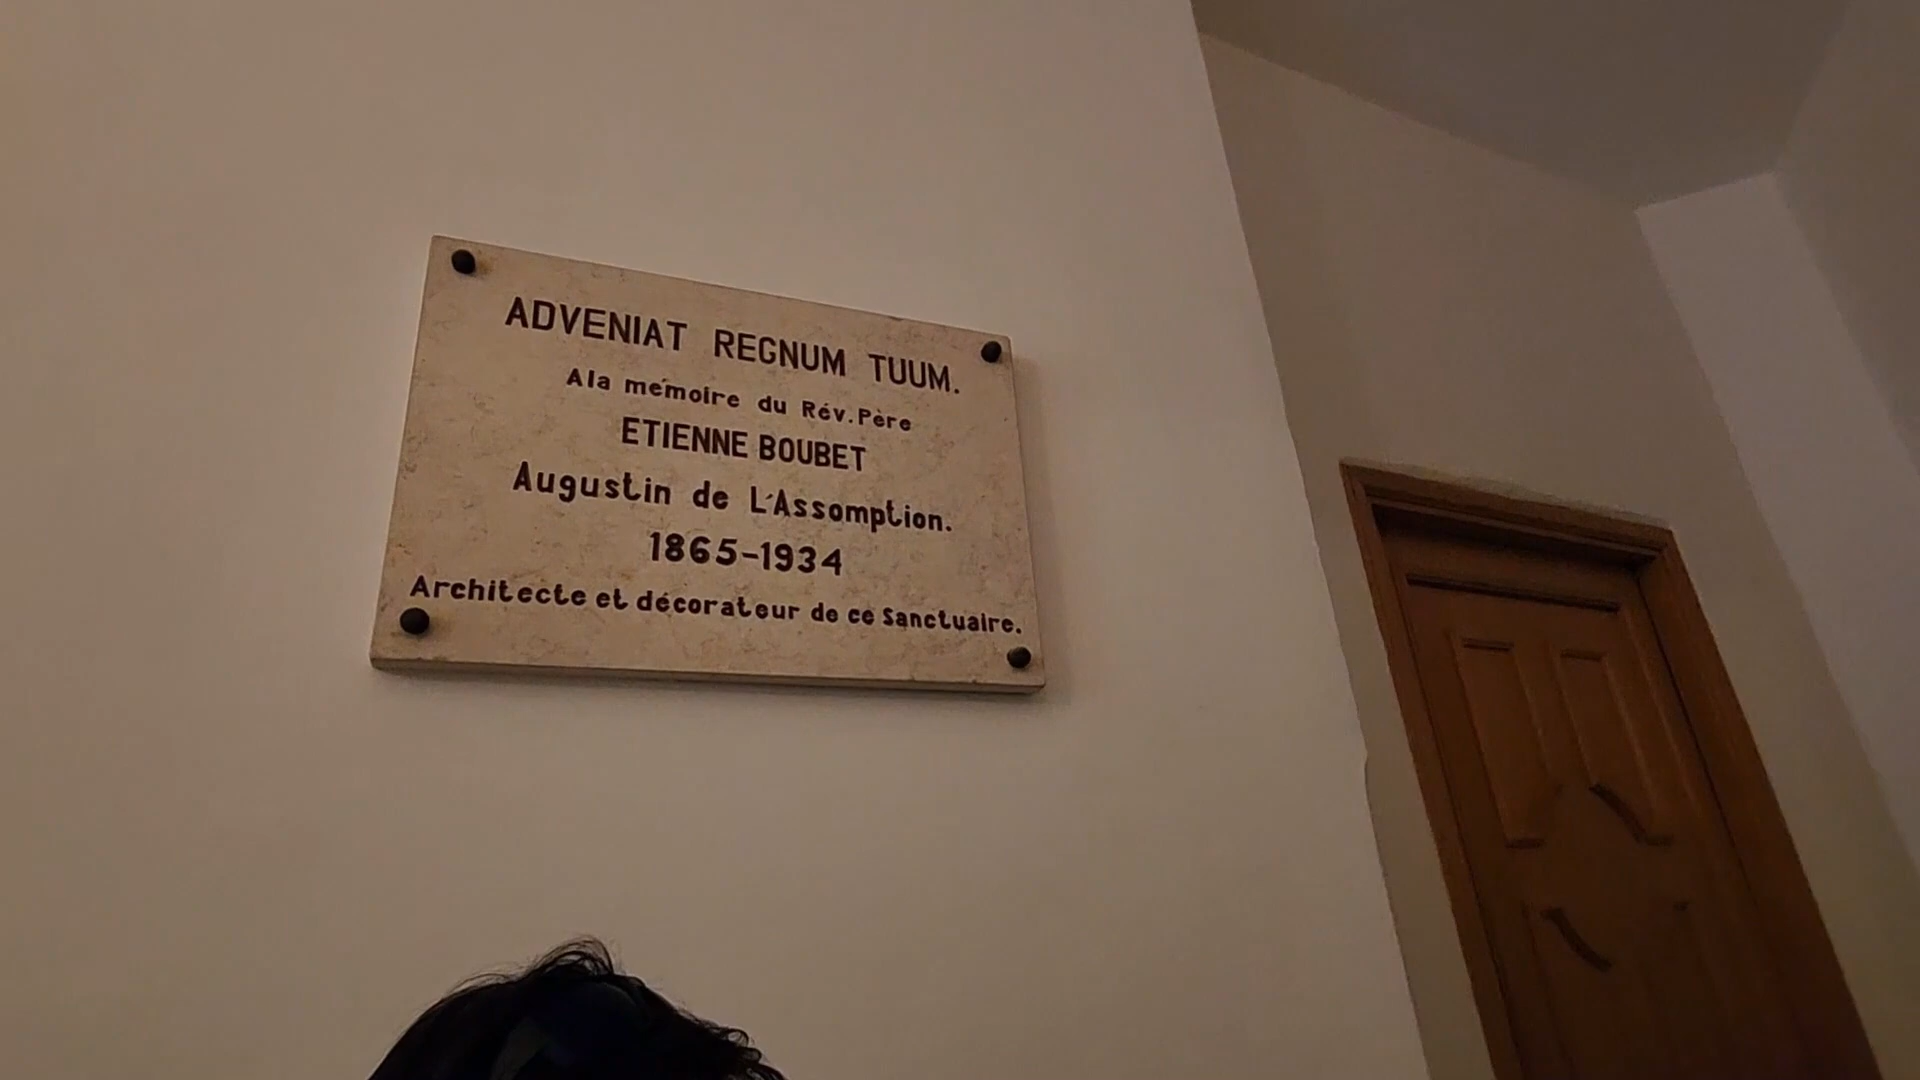 ADVENIAT REGNUM TUUM.
A la mémoire du Rév. Père
ETIENNE BOUBET
Augustin de L'Assomption.
1865-1934
Architecte et décorateur de ce Sanctuaire.